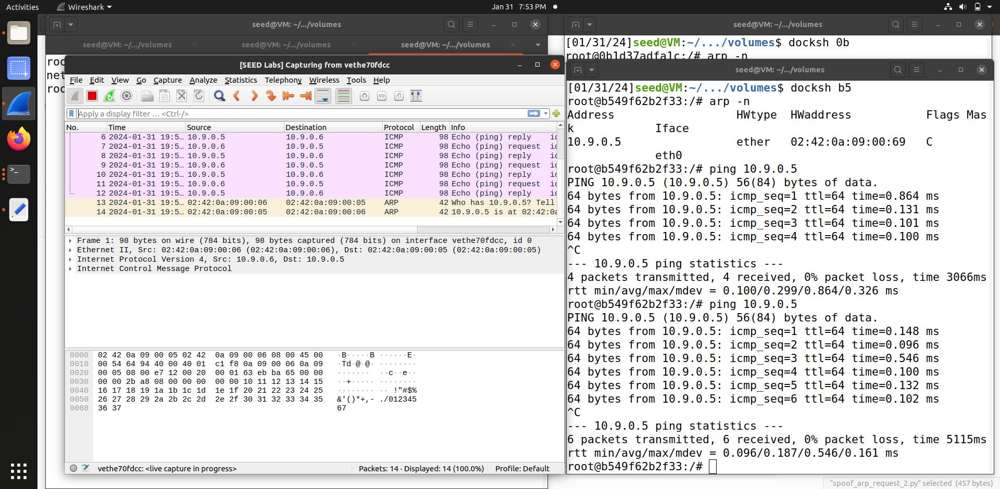 Activities
Wireshark
Jan 31 7:53 PM
seed@VM: ~/.../volumes
seed@VM: ~/.../volumes
seed@VM: ~/.../volumes
seed@VM: ~/.../volumes
roo
net
roo
[SEED Labs] Capturing from vethe70fdcc
File Edit View Go Capture Analyze Statistics Telephony Wireless Tools Help
Apply a display filter … <Ctrl-/>
No. Time Source Destination Protocol Length Info
6 2024-01-31 19:5… 10.9.0.5 10.9.0.6 ICMP 98 Echo (ping) reply id
7 2024-01-31 19:5… 10.9.0.6 10.9.0.5 ICMP 98 Echo (ping) request id
8 2024-01-31 19:5… 10.9.0.5 10.9.0.6 ICMP 98 Echo (ping) reply id
9 2024-01-31 19:5… 10.9.0.6 10.9.0.5 ICMP 98 Echo (ping) request id
10 2024-01-31 19:5… 10.9.0.5 10.9.0.6 ICMP 98 Echo (ping) reply id
11 2024-01-31 19:5… 10.9.0.6 10.9.0.5 ICMP 98 Echo (ping) request id
12 2024-01-31 19:5… 10.9.0.5 10.9.0.6 ICMP 98 Echo (ping) reply id
13 2024-01-31 19:5… 02:42:0a:09:00:06 02:42:0a:09:00:05 ARP 42 Who has 10.9.0.5? Tell
14 2024-01-31 19:5… 02:42:0a:09:00:05 02:42:0a:09:00:06 ARP 42 10.9.0.5 is at 02:42:0a
Frame 1: 98 bytes on wire (784 bits), 98 bytes captured (784 bits) on interface vethe70fdcc, id 0
Ethernet II, Src: 02:42:0a:09:00:06 (02:42:0a:09:00:06), Dst: 02:42:0a:09:00:05 (02:42:0a:09:00:05)
Internet Protocol Version 4, Src: 10.9.0.6, Dst: 10.9.0.5
Internet Control Message Protocol
0000 02 42 0a 09 00 05 02 42 0a 09 00 06 08 00 45 00 ·B·····B ······E·
0010 00 54 64 94 40 00 40 01 c1 f8 0a 09 00 06 0a 09 ·Td·@·@· ········
0020 00 05 08 00 e7 12 00 20 00 01 63 eb ba 65 00 00 ······· ··c··e··
0030 00 00 2b a8 08 00 00 00 00 00 10 11 12 13 14 15 ··+····· ········
0040 16 17 18 19 1a 1b 1c 1d 1e 1f 20 21 22 23 24 25 ········ ·· !"#$%
0050 26 27 28 29 2a 2b 2c 2d 2e 2f 30 31 32 33 34 35 &'()*+,- ./012345
0060 36 37 67
vethe70fdcc: <live capture in progress> Packets: 14 · Displayed: 14 (100.0%) Profile: Default
seed@VM: ~/.../volumes
[01/31/24]seed@VM:~/.../volumes$ docksh 0b
root@0b1d37adfa1c:/# arp -n
seed@VM: ~/.../volumes
[01/31/24]seed@VM:~/.../volumes$ docksh b5
root@b549f62b2f33:/# arp -n
Address HWtype HWaddress Flags Mas
k Iface
10.9.0.5 ether 02:42:0a:09:00:69 C
eth0
root@b549f62b2f33:/# ping 10.9.0.5
PING 10.9.0.5 (10.9.0.5) 56(84) bytes of data.
64 bytes from 10.9.0.5: icmp_seq=1 ttl=64 time=0.864 ms
64 bytes from 10.9.0.5: icmp_seq=2 ttl=64 time=0.131 ms
64 bytes from 10.9.0.5: icmp_seq=3 ttl=64 time=0.101 ms
64 bytes from 10.9.0.5: icmp_seq=4 ttl=64 time=0.100 ms
^C
--- 10.9.0.5 ping statistics ---
4 packets transmitted, 4 received, 0% packet loss, time 3066ms
rtt min/avg/max/mdev = 0.100/0.299/0.864/0.326 ms
root@b549f62b2f33:/# ping 10.9.0.5
PING 10.9.0.5 (10.9.0.5) 56(84) bytes of data.
64 bytes from 10.9.0.5: icmp_seq=1 ttl=64 time=0.148 ms
64 bytes from 10.9.0.5: icmp_seq=2 ttl=64 time=0.096 ms
64 bytes from 10.9.0.5: icmp_seq=3 ttl=64 time=0.546 ms
64 bytes from 10.9.0.5: icmp_seq=4 ttl=64 time=0.100 ms
64 bytes from 10.9.0.5: icmp_seq=5 ttl=64 time=0.132 ms
64 bytes from 10.9.0.5: icmp_seq=6 ttl=64 time=0.102 ms
^C
--- 10.9.0.5 ping statistics ---
6 packets transmitted, 6 received, 0% packet loss, time 5115ms
rtt min/avg/max/mdev = 0.096/0.187/0.546/0.161 ms
root@b549f62b2f33:/#
"spoof_arp_request_2.py" selected (457 bytes)